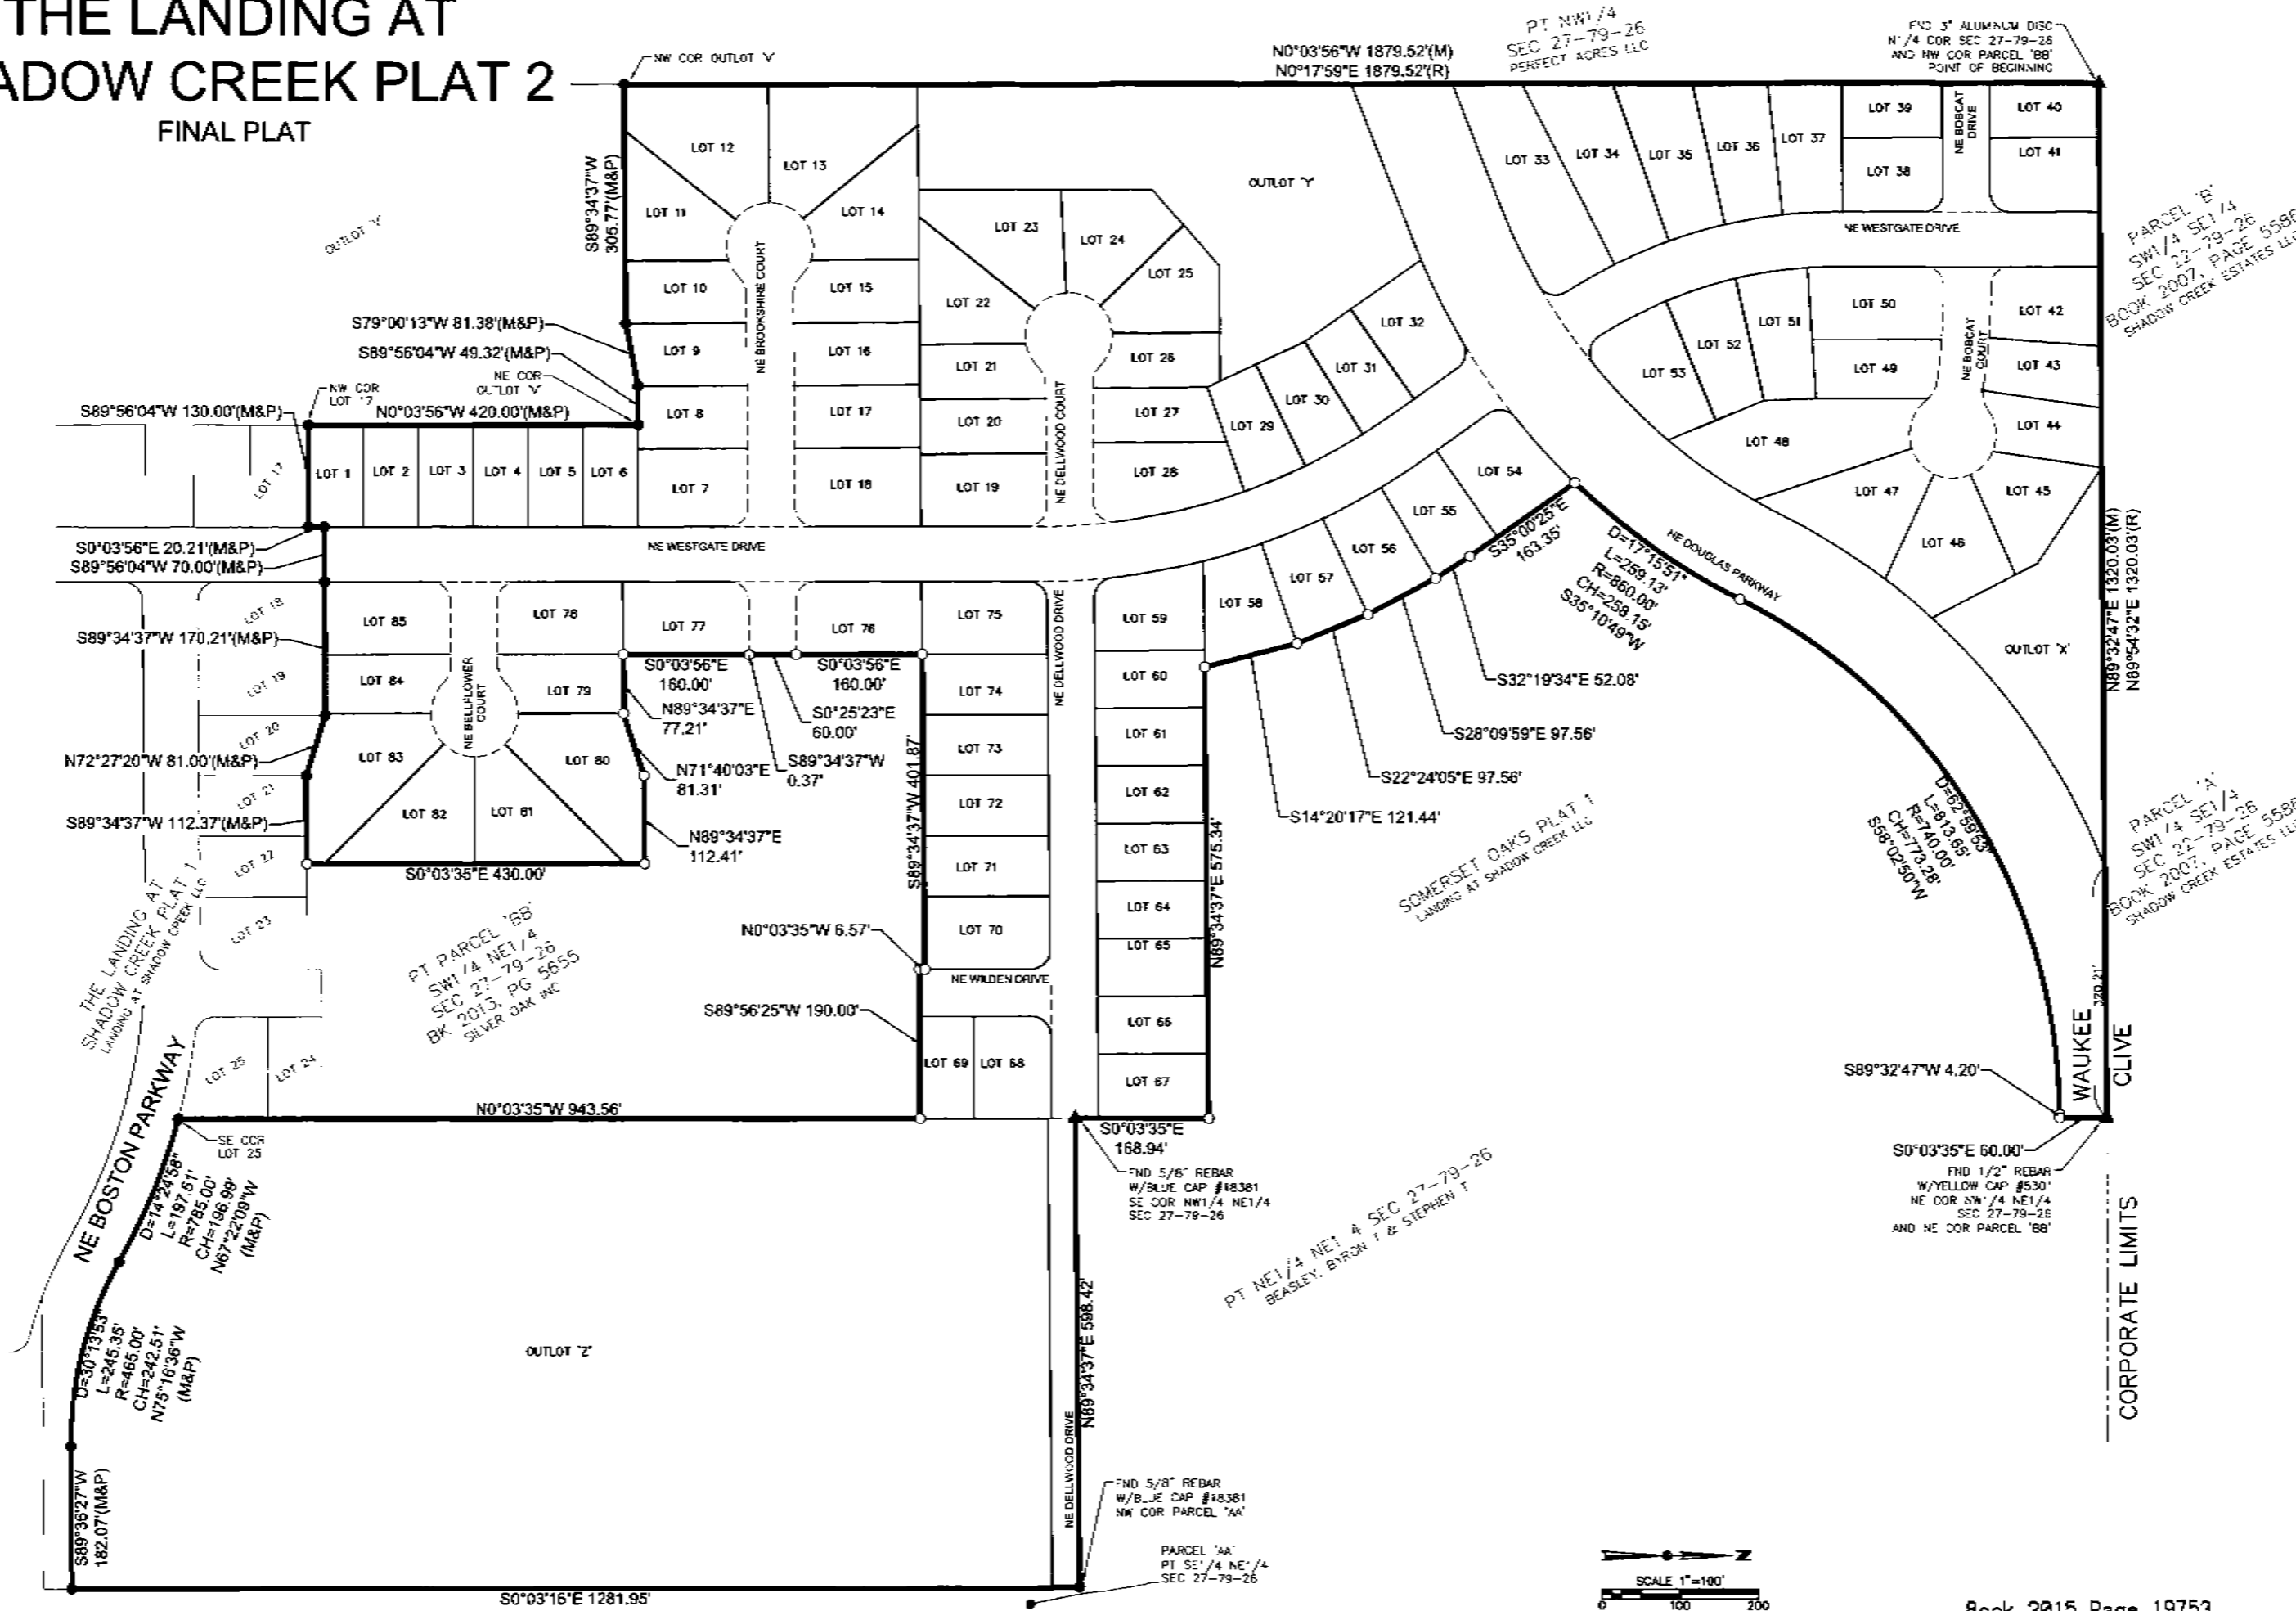 THE LANDING AT
ADOW CREEK PLAT 2
FINAL PLAT
NW COR OUTLOT 'V'
N0°03'56"W 1879.52'(M)
N0°17'59"E 1879.52'(R)
PT NW1/4
SEC 27-79-26
PERFECT ACRES LLC
FND 3" ALUMINUM DISC
N1/4 COR SEC 27-79-26
AND NW COR PARCEL 'BB'
POINT OF BEGINNING
LOT 12
LOT 13
LOT 11
LOT 14
LOT 10
LOT 15
LOT 9
LOT 16
LOT 8
LOT 17
LOT 7
LOT 18
NE BROOKSHIRE COURT
S89°34'37"W
305.77'(M&P)
OUTLOT 'V'
S79°00'13"W 81.38'(M&P)
S89°56'04"W 49.32'(M&P)
NE COR
OUTLOT 'V'
NW COR
LOT 17
N0°03'56"W 420.00'(M&P)
S89°56'04"W 130.00'(M&P)
LOT 17
LOT 1
LOT 2
LOT 3
LOT 4
LOT 5
LOT 6
LOT 23
LOT 24
LOT 25
LOT 22
LOT 21
LOT 26
LOT 20
LOT 27
LOT 19
LOT 28
NE DELLWOOD COURT
OUTLOT 'Y'
LOT 29
LOT 30
LOT 31
LOT 32
LOT 33
LOT 34
LOT 35
LOT 36
LOT 37
LOT 39
LOT 38
NE BOBCAT
DRIVE
LOT 40
LOT 41
NE WESTGATE DRIVE
PARCEL 'B'
SW1/4 SE1/4
SEC 22-79-26
BOOK 2007, PAGE 5586
SHADOW CREEK ESTATES LLC
LOT 53
LOT 52
LOT 51
LOT 50
LOT 49
LOT 48
LOT 47
LOT 46
LOT 45
LOT 44
LOT 43
LOT 42
NE BOBCAT
COURT
N89°32'47"E 1320.03'(M)
N89°54'32"E 1320.03'(R)
S0°03'56"E 20.21'(M&P)
S89°56'04"W 70.00'(M&P)
NE WESTGATE DRIVE
LOT 18
S89°34'37"W 170.21'(M&P)
LOT 19
LOT 20
N72°27'20"W 81.00'(M&P)
LOT 21
S89°34'37"W 112.37'(M&P)
LOT 22
LOT 23
LOT 25
LOT 24
LOT 85
LOT 84
LOT 83
LOT 82
LOT 81
LOT 80
LOT 79
LOT 78
LOT 77
LOT 76
LOT 75
NE BELLFLOWER
COURT
S0°03'56"E
160.00'
S0°03'56"E
160.00'
N89°34'37"E
77.21'
S0°25'23"E
60.00'
S89°34'37"W
0.37'
N71°40'03"E
81.31'
N89°34'37"E
112.41'
S0°03'35"E 430.00'
S89°34'37"W 401.87'
LOT 74
LOT 73
LOT 72
LOT 71
LOT 70
NE DELLWOOD DRIVE
LOT 59
LOT 60
LOT 61
LOT 62
LOT 63
LOT 64
LOT 65
LOT 66
LOT 67
N89°34'37"E 575.34'
LOT 58
LOT 57
LOT 56
LOT 55
LOT 54
S35°00'25"E
163.35'
D=17°15'51"
L=259.13'
R=860.00'
CH=258.15'
S35°10'49"W
NE DOUGLAS PARKWAY
S32°19'34"E 52.08'
S28°09'59"E 97.56'
S22°24'05"E 97.56'
S14°20'17"E 121.44'
OUTLOT 'X'
SOMERSET OAKS PLAT 1
LANDING AT SHADOW CREEK LLC
D=62°59'53"
L=813.65'
R=740.00'
CH=773.28'
S58°02'50"W
PARCEL 'A'
SW1/4 SE1/4
SEC 22-79-26
BOOK 2007, PAGE 5586
SHADOW CREEK ESTATES LLC
THE LANDING AT
SHADOW CREEK PLAT 1
LANDING AT SHADOW CREEK LLC
PT PARCEL 'BB'
SW1/4 NE1/4
SEC 27-79-26
BK 2013, PG 5655
SILVER OAK INC
N0°03'35"W 6.57'
NE WILDEN DRIVE
S89°56'25"W 190.00'
LOT 69
LOT 68
320.21'
WAUKEE
CLIVE
S89°32'47"W 4.20'
S0°03'35"E 60.00'
FND 1/2" REBAR
W/YELLOW CAP #5301
NE COR NW1/4 NE1/4
SEC 27-79-26
AND NE COR PARCEL 'BB'
CORPORATE LIMITS
NE BOSTON PARKWAY
N0°03'35"W 943.56'
SE COR
LOT 25
S0°03'35"E
168.94'
FND 5/8" REBAR
W/BLUE CAP #18381
SE COR NW1/4 NE1/4
SEC 27-79-26
PT NE1/4 NE1 4 SEC 27-79-26
BEASLEY, BYRON T & STEPHEN T
D=14°24'58"
L=197.51'
R=785.00'
CH=196.99'
N67°22'09"W
(M&P)
D=30°13'53"
L=245.35'
R=465.00'
CH=242.51'
N75°16'36"W
(M&P)
OUTLOT 'Z'
N89°34'37"E 598.42'
NE DELLWOOD DRIVE
S89°36'27"W
182.07'(M&P)
FND 5/8" REBAR
W/BLUE CAP #18381
NW COR PARCEL 'AA'
PARCEL 'AA'
PT SE1/4 NE1/4
SEC 27-79-26
S0°03'16"E 1281.95'
Z
SCALE 1"=100'
0 100 200
Book 2015 Page 19753